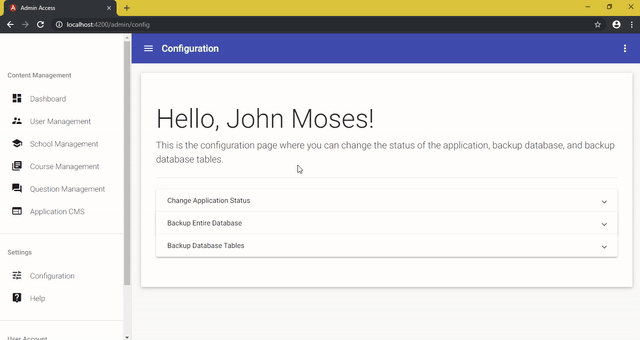 Admin Access
localhost:4200/admin/config
Content Management
Dashboard
User Management
School Management
Course Management
Question Management
Application CMS
Settings
Configuration
Help
User Account
Configuration
Hello, John Moses!
This is the configuration page where you can change the status of the application, backup database, and backup
database tables.
Change Application Status
Backup Entire Database
Backup Database Tables